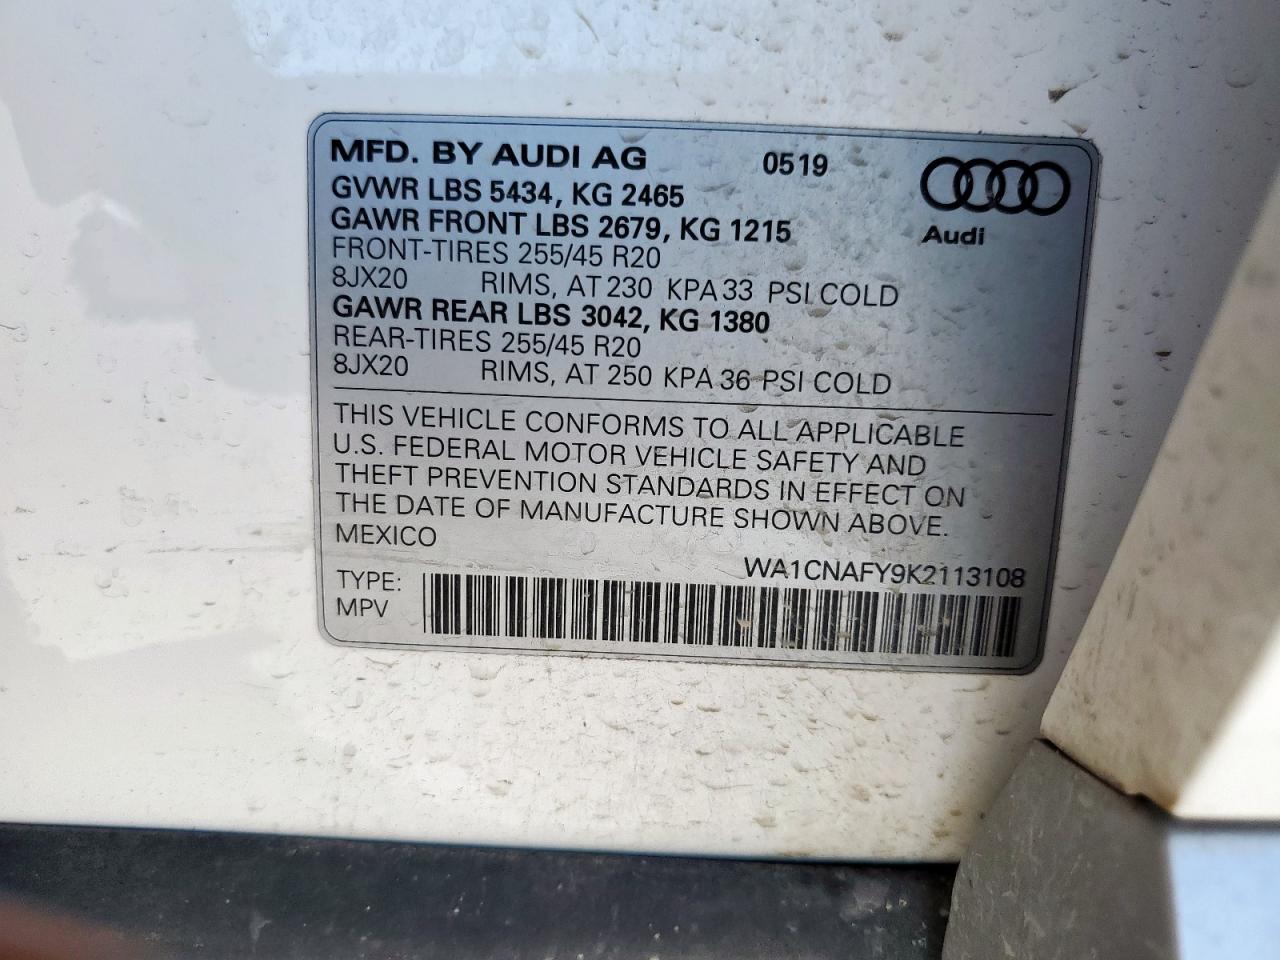 MFD. BY AUDI AG 0519
GVWR LBS 5434, KG 2465
GAWR FRONT LBS 2679, KG 1215
Audi
FRONT-TIRES 255/45 R20
8JX20 RIMS, AT 230 KPA 33 PSI COLD
GAWR REAR LBS 3042, KG 1380
REAR-TIRES 255/45 R20
8JX20 RIMS, AT 250 KPA 36 PSI COLD
THIS VEHICLE CONFORMS TO ALL APPLICABLE
U.S. FEDERAL MOTOR VEHICLE SAFETY AND
THEFT PREVENTION STANDARDS IN EFFECT ON
THE DATE OF MANUFACTURE SHOWN ABOVE.
MEXICO
WA1CNAFY9K2113108
TYPE:
MPV